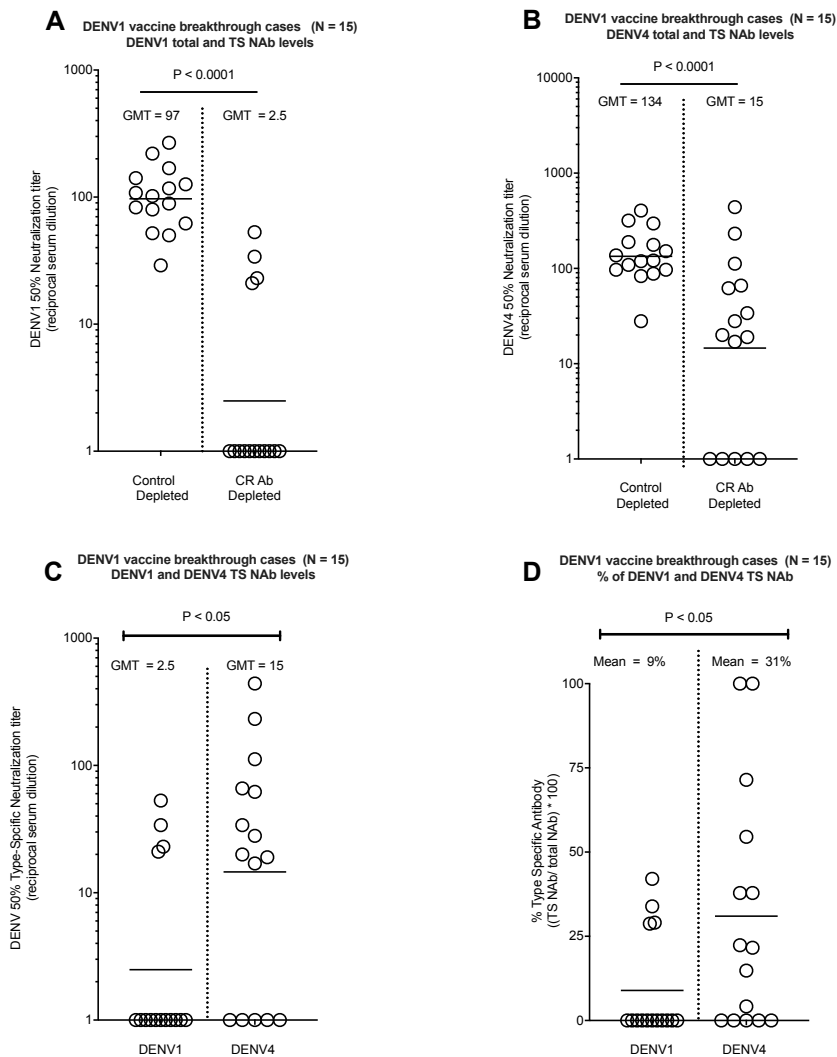 A
DENV1 vaccine breakthrough cases (N = 15)
DENV1 total and TS NAb levels
P < 0.0001
GMT = 97
GMT = 2.5
DENV1 50% Neutralization titer
(reciprocal serum dilution)
1000
100
10
1
Control
Depleted
CR Ab
Depleted
B
DENV1 vaccine breakthrough cases (N = 15)
DENV4 total and TS NAb levels
P < 0.0001
GMT = 134
GMT = 15
DENV4 50% Neutralization titer
(reciprocal serum dilution)
10000
1000
100
10
1
Control
Depleted
CR Ab
Depleted
C
DENV1 vaccine breakthrough cases (N = 15)
DENV1 and DENV4 TS NAb levels
P < 0.05
GMT = 2.5
GMT = 15
DENV 50% Type-Spcific Neutralization titer
(reciprocal serum dilution)
1000
100
10
1
DENV1
DENV4
D
DENV1 vaccine breakthrough cases (N = 15)
% of DENV1 and DENV4 TS NAb
P < 0.05
Mean = 9%
Mean = 31%
% Type Specific Antibody
((TS NAb/ total NAb) * 100)
100
75
50
25
0
DENV1
DENV4